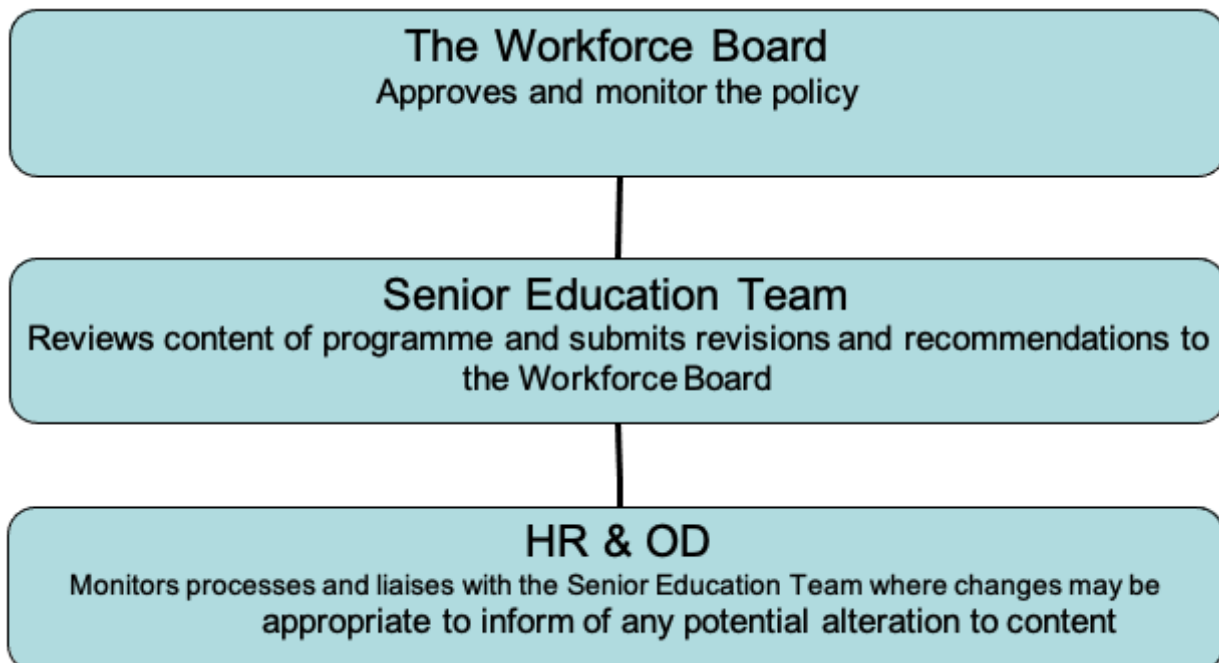 The Workforce Board
Approves and monitor the policy
Senior Education Team
Reviews content of programme and submits revisions and recommendations to
the Workforce Board
HR & OD
Monitors processes and liaises with the Senior Education Team where changes may be
appropriate to inform of any potential alteration to content